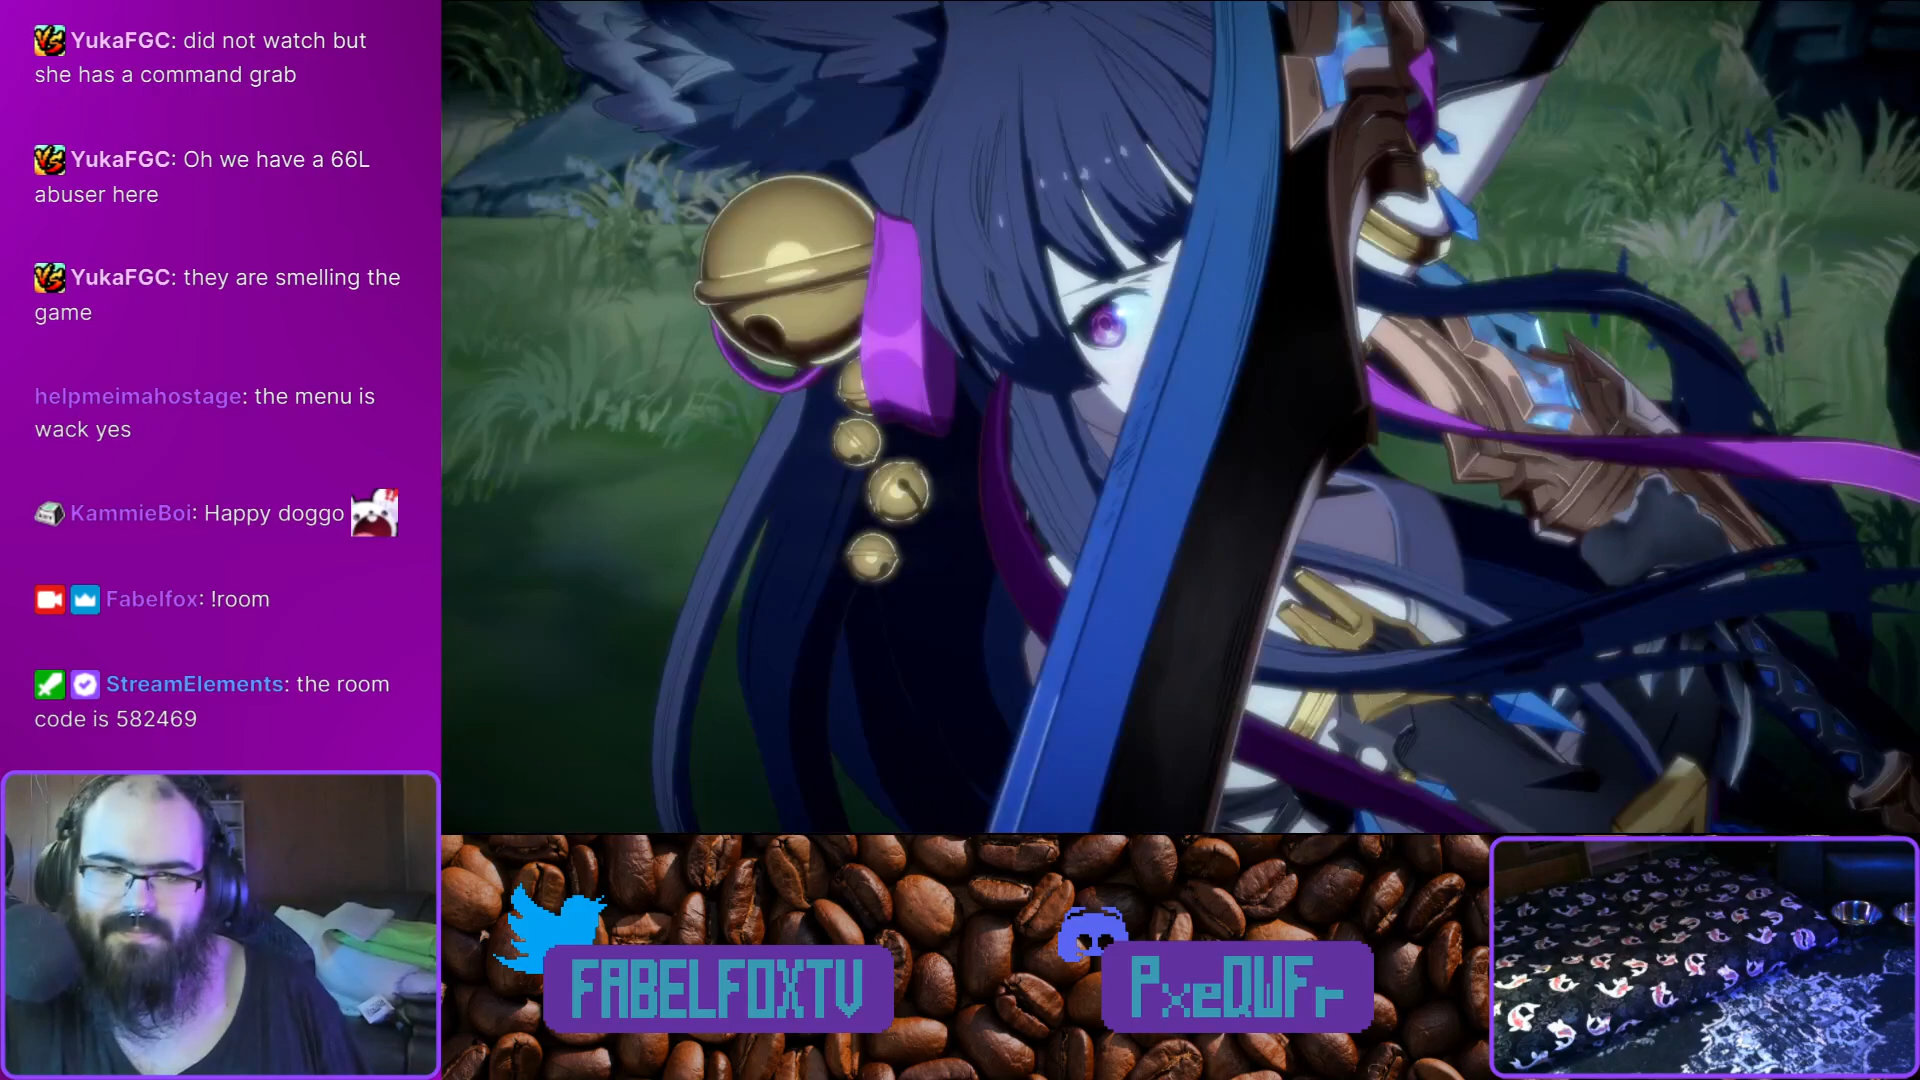 YukaFGC: did not watch but
she has a command grab
YukaFGC: Oh we have a 66L
abuser here
YukaFGC: they are smelling the
game
helpmeimahostage: the menu is
wack yes
KammieBoi: Happy doggo
Fabelfox: !room
StreamElements: the room
code is 582469
FABELFOXTV
PxeQWFr